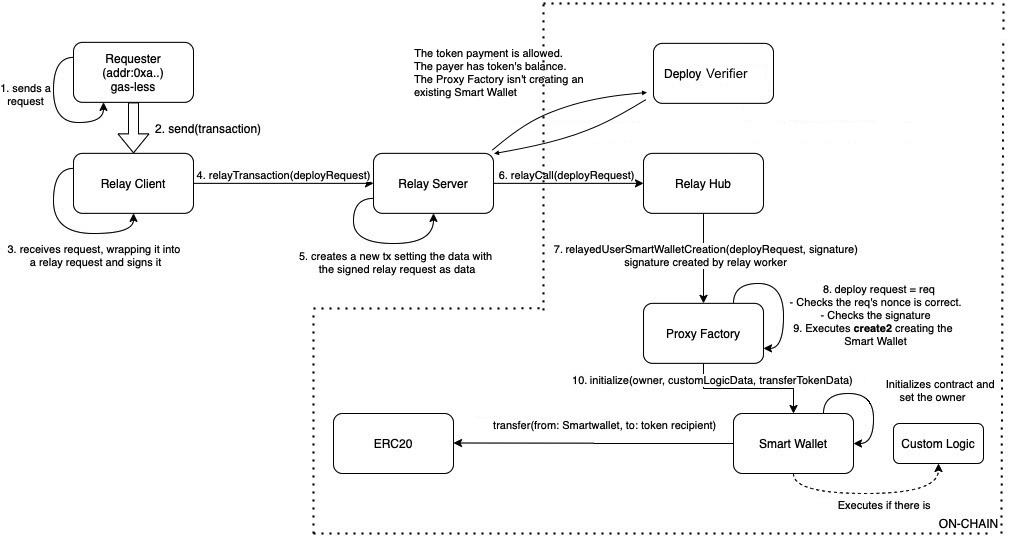 Requester
(addr:0xa..)
gas-less
1. sends a
request
2. send(transaction)
The token payment is allowed.
The payer has token's balance.
The Proxy Factory isn't creating an
existing Smart Wallet
Deploy Verifier
Relay Client
4. relayTransaction(deployRequest)
Relay Server
6. relayCall(deployRequest)
Relay Hub
3. receives request, wrapping it into
a relay request and signs it
5. creates a new tx setting the data with
the signed relay request as data
7. relayedUserSmartWalletCreation(deployRequest, signature)
signature created by relay worker
8. deploy request = req
- Checks the req's nonce is correct.
- Checks the signature
9. Executes create2 creating the
Smart Wallet
Proxy Factory
10. initialize(owner, customLogicData, transferTokenData)
Initializes contract and
set the owner
ERC20
transfer(from: Smartwallet, to: token recipient)
Smart Wallet
Custom Logic
Executes if there is
ON-CHAIN